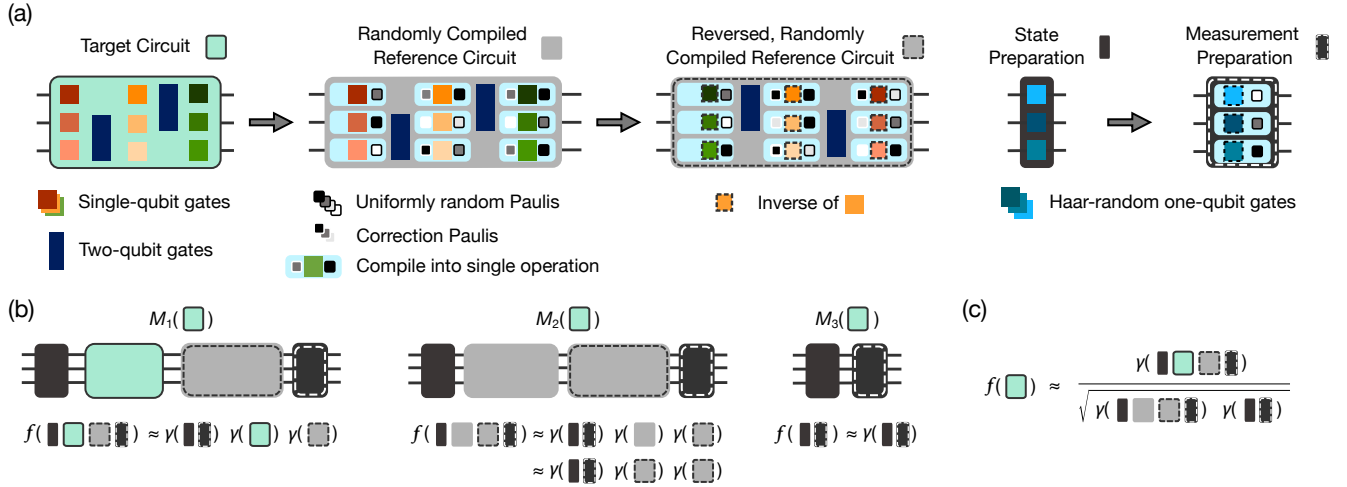 (a)
Target Circuit
Randomly Compiled
Reference Circuit
Reversed, Randomly
Compiled Reference Circuit
State
Preparation
Measurement
Preparation
Single-qubit gates
Two-qubit gates
Uniformly random Paulis
Correction Paulis
Compile into single operation
Inverse of
Haar-random one-qubit gates
(b)
M₁( )
M₂( )
M₃( )
f( ) ≈ γ( ) γ( ) γ( )
f( ) ≈ γ( ) γ( ) γ( )
≈ γ( ) γ( ) γ( )
f( ) ≈ γ( )
(c)
γ( )
f( ) ≈
√ γ( ) γ( )